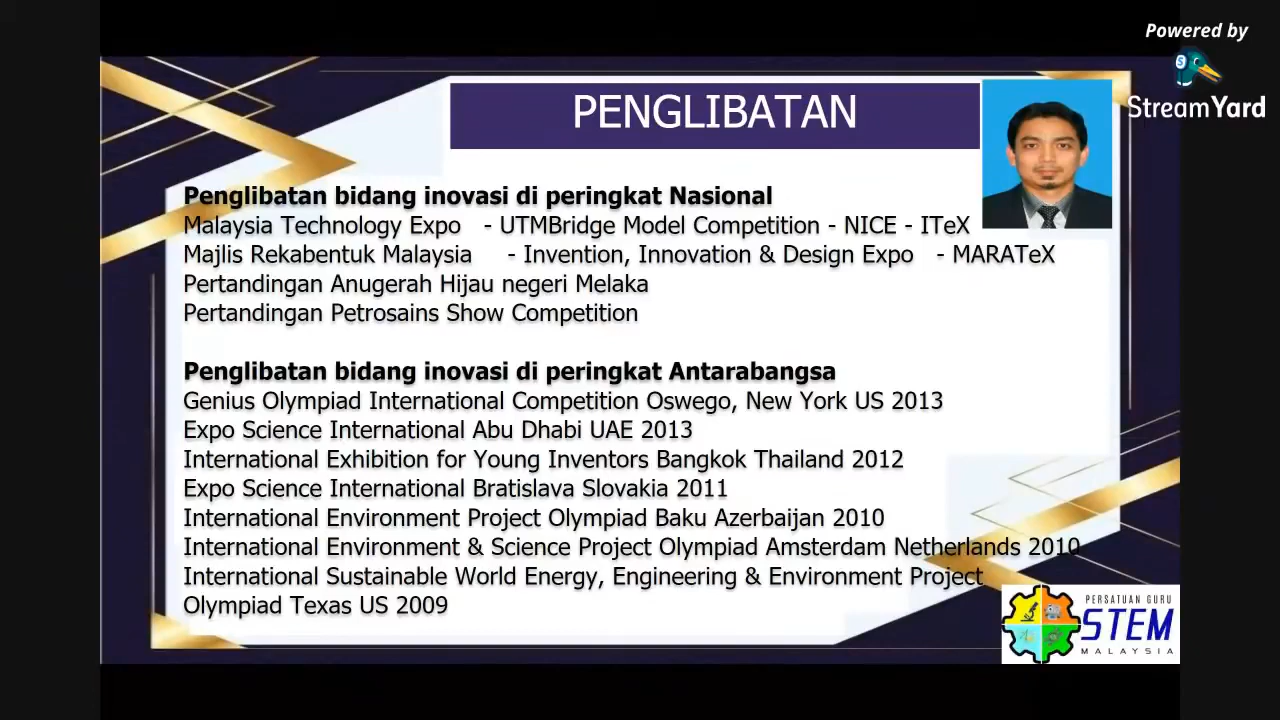 Powered by
StreamYard
PENGLIBATAN
Penglibatan bidang inovasi di peringkat Nasional
Malaysia Technology Expo - UTMBridge Model Competition - NICE - ITeX
Majlis Rekabentuk Malaysia - Invention, Innovation & Design Expo - MARATeX
Pertandingan Anugerah Hijau negeri Melaka
Pertandingan Petrosains Show Competition
Penglibatan bidang inovasi di peringkat Antarabangsa
Genius Olympiad International Competition Oswego, New York US 2013
Expo Science International Abu Dhabi UAE 2013
International Exhibition for Young Inventors Bangkok Thailand 2012
Expo Science International Bratislava Slovakia 2011
International Environment Project Olympiad Baku Azerbaijan 2010
International Environment & Science Project Olympiad Amsterdam Netherlands 2010
International Sustainable World Energy, Engineering & Environment Project
Olympiad Texas US 2009
PERSATUAN GURU
STEM
MALAYSIA